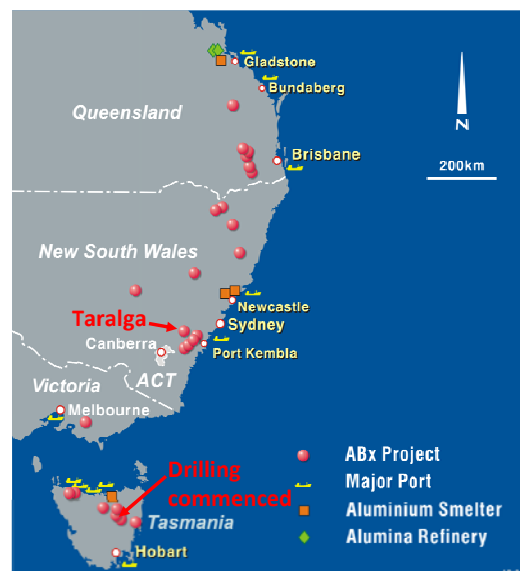 Gladstone
Bundaberg
Queensland
N
Brisbane
200km
New South Wales
Newcastle
Taralga
Sydney
Canberra
Port Kembla
ACT
Victoria
Melbourne
ABx Project
Drilling
Major Port
commenced
Aluminium Smelter
Tasmania
Alumina Refinery
Hobart